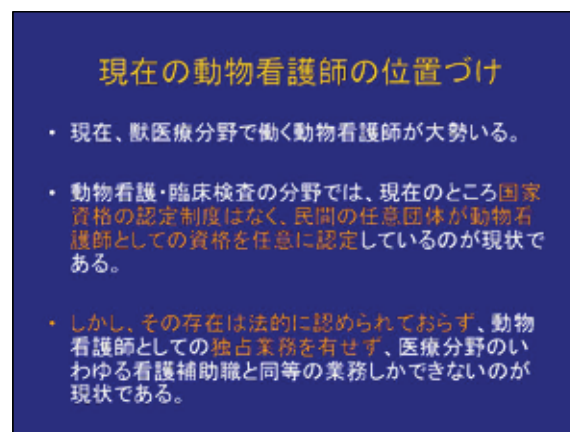 現在の動物看護師の位置づけ
• 現在、獣医療分野で働く動物看護師が大勢いる。
• 動物看護・臨床検査の分野では、現在のところ国家
資格の認定制度はなく、民間の任意団体が動物看
護師としての資格を任意に認定しているのが現状で
ある。
• しかし、その存在は法的に認められておらず、動物
看護師としての独占業務を有せず、医療分野のい
わゆる看護補助職と同等の業務しかできないのが
現状である。